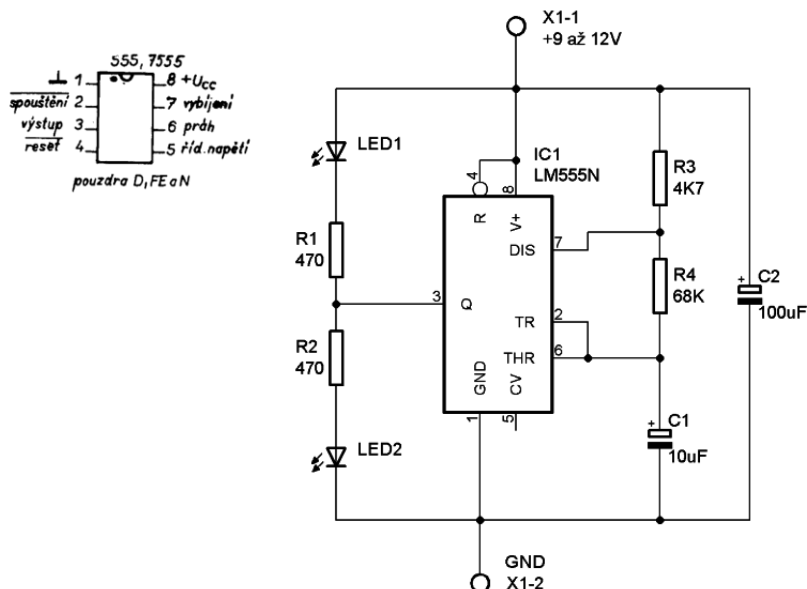 555, 7555
1
spouštění 2
výstup 3
reset 4
8 +Ucc
7 vybíjení
6 práh
5 říd. napětí
pouzdra D, FE a N
X1-1
+9 až 12V
LED1
R1
470
R2
470
LED2
IC1
LM555N
4
8
R
V+
DIS
7
3
Q
TR
2
THR
6
GND
CV
1
5
R3
4K7
R4
68K
+
C1
10uF
+
C2
100uF
GND
X1-2